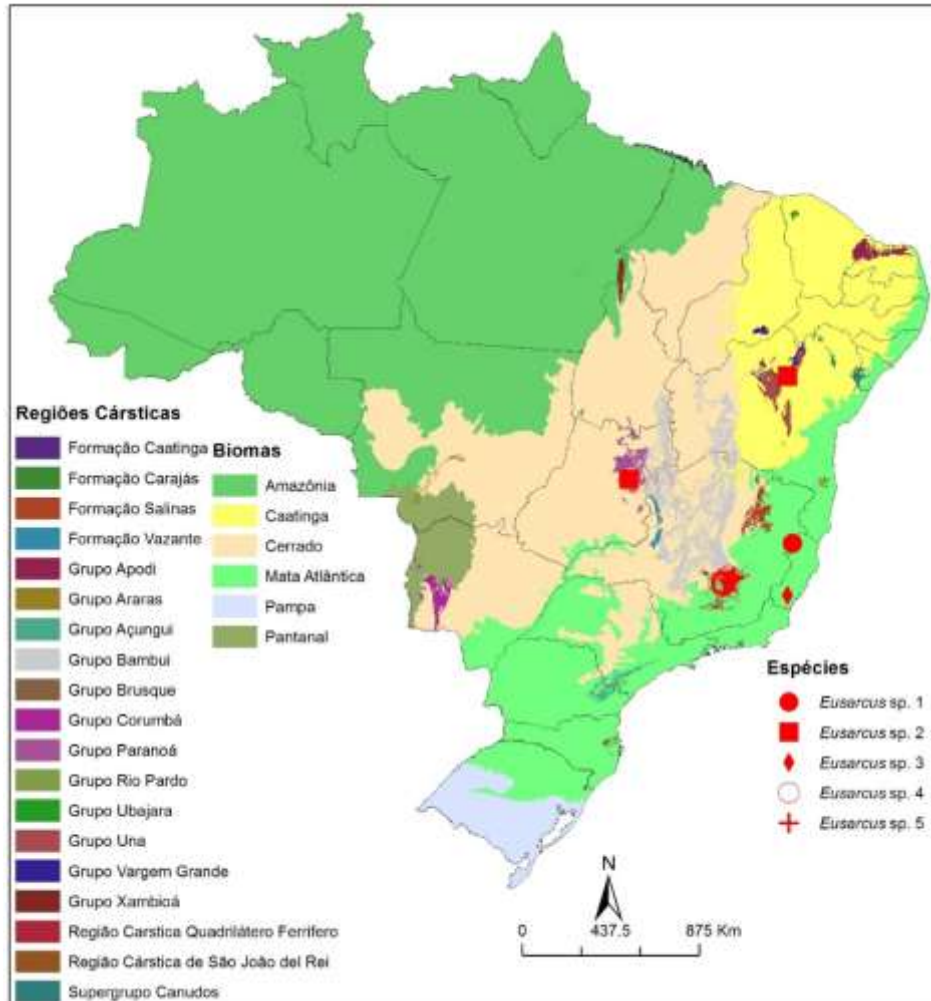 Regiões Cársticas
Formação Caatinga
Formação Carajás
Formação Salinas
Formação Vazante
Grupo Apodi
Grupo Araras
Grupo Açungui
Grupo Bambui
Grupo Brusque
Grupo Corumbá
Grupo Paranoá
Grupo Rio Pardo
Grupo Ubajara
Grupo Una
Grupo Vargem Grande
Grupo Xambioá
Região Carstica Quadrilátero Ferrifero
Região Cárstica de São João del Rei
Supergrupo Canudos
Biomas
Amazônia
Caatinga
Cerrado
Mata Atlântica
Pampa
Pantanal
Espécies
Eusarcus sp. 1
Eusarcus sp. 2
Eusarcus sp. 3
Eusarcus sp. 4
Eusarcus sp. 5
N
0 437.5 875 Km